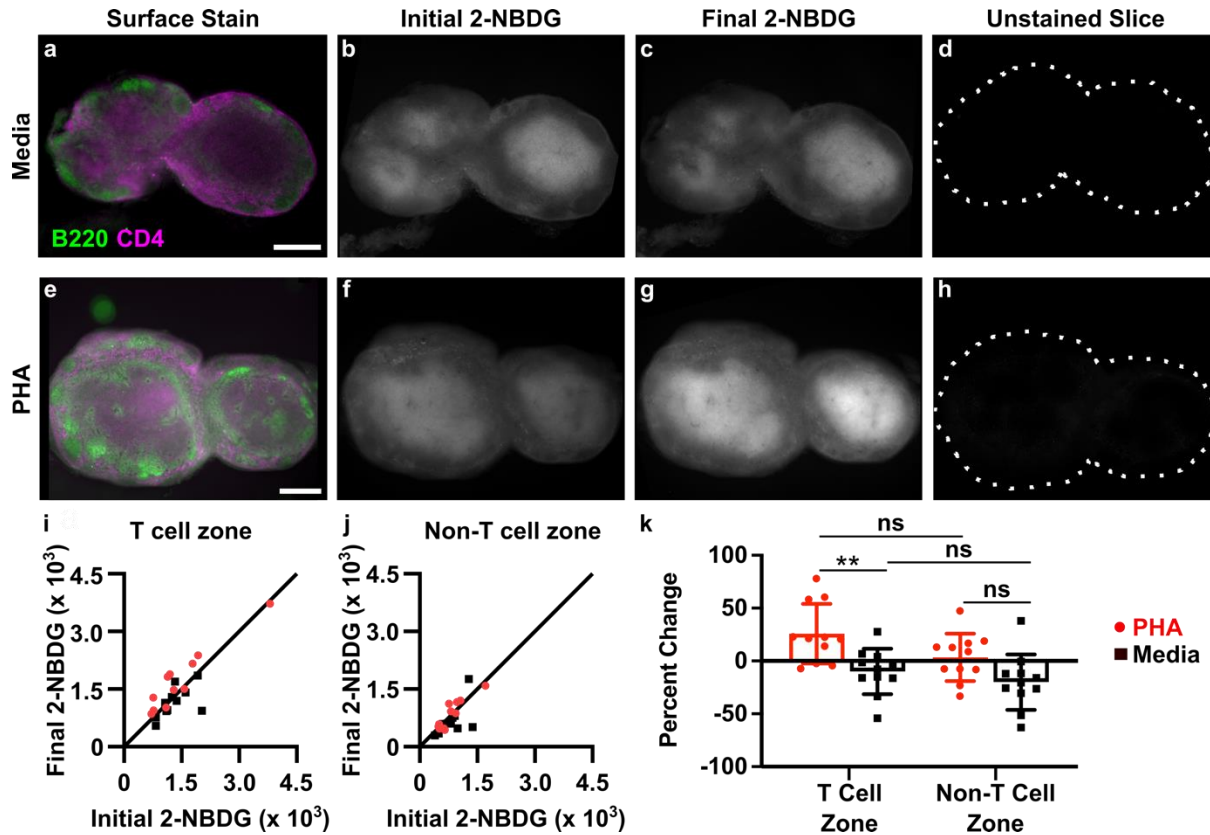 Surface Stain
Initial 2-NBDG
Final 2-NBDG
Unstained Slice
Media
a
b
c
d
B220 CD4
PHA
e
f
g
h
i
T cell zone
Final 2-NBDG (x 10³)
4.5
3.0
1.5
0
0
1.5
3.0
4.5
Initial 2-NBDG (x 10³)
j
Non-T cell zone
Final 2-NBDG (x 10³)
4.5
3.0
1.5
0
0
1.5
3.0
4.5
Initial 2-NBDG (x 10³)
k
ns
ns
**
ns
Percent Change
100
50
0
-50
-100
PHA
Media
T Cell
Zone
Non-T Cell
Zone